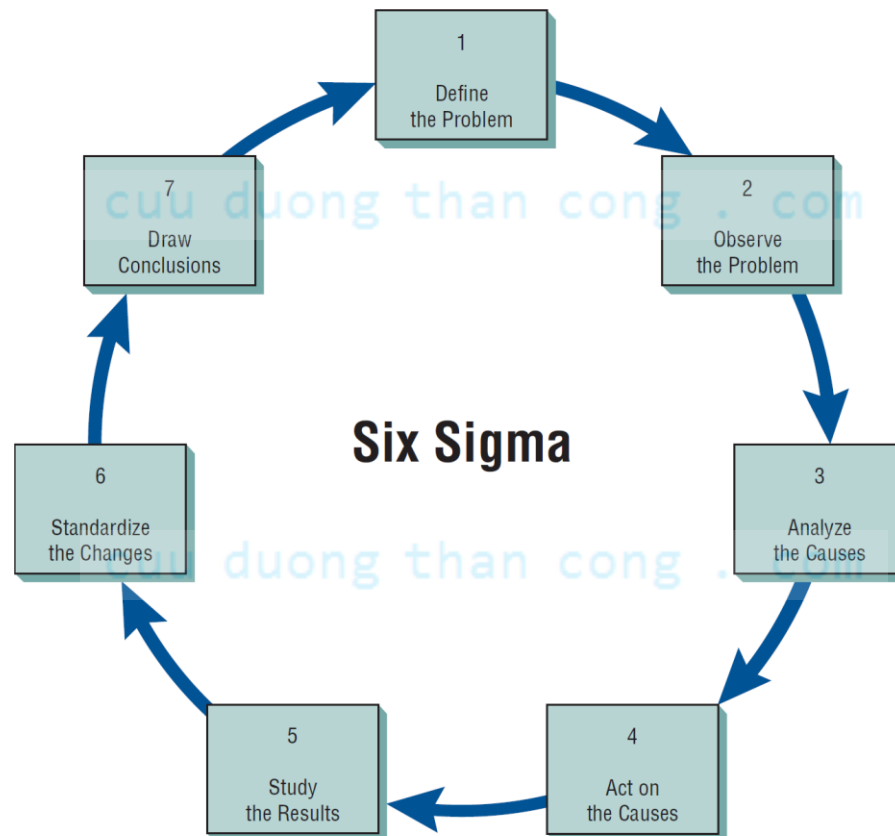 1
Define
the Problem
2
Observe
the Problem
3
Analyze
the Causes
4
Act on
the Causes
5
Study
the Results
6
Standardize
the Changes
7
Draw
Conclusions
Six Sigma
cuu duong than cong . com
cuu duong than cong . com